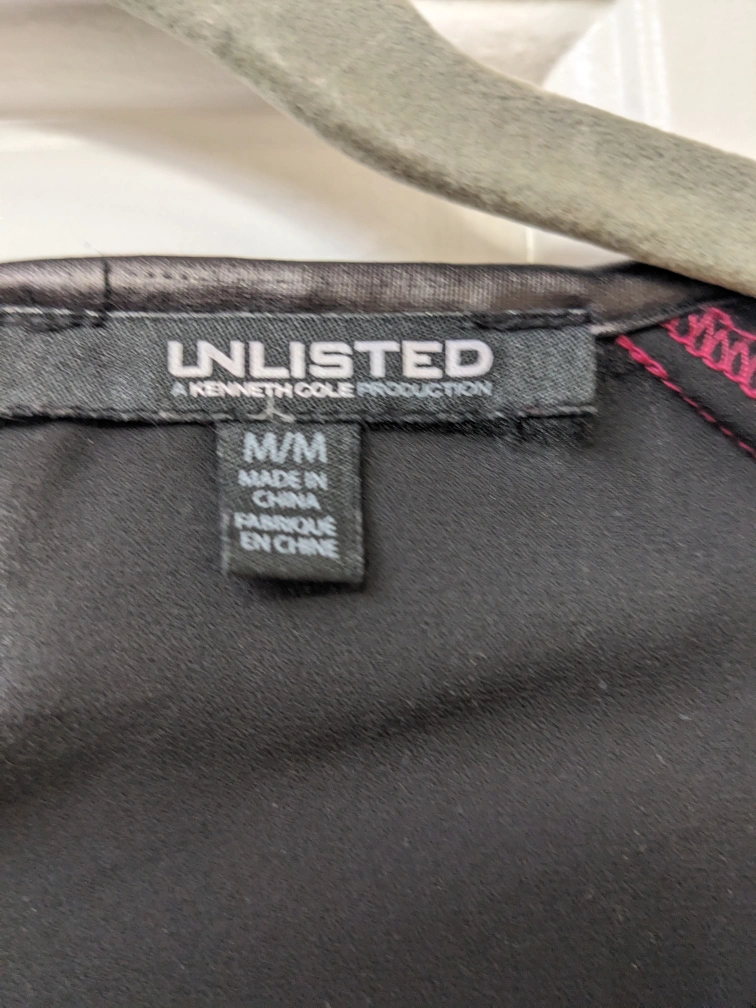 UNLISTED
A KENNETH COLE PRODUCTION
M/M
MADE IN
CHINA
FABRIQUÉ
EN CHINE